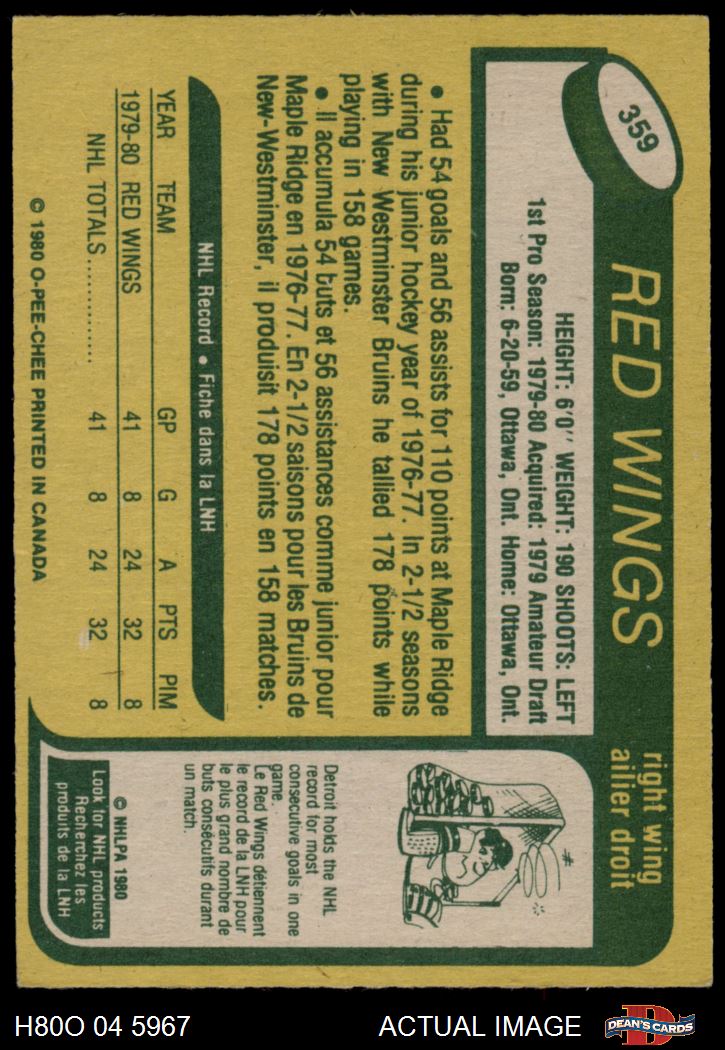 359
RED WINGS
right wing
ailier droit
HEIGHT: 6'0'' WEIGHT: 190 SHOOTS: LEFT
1st Pro Season: 1979-80 Acquired: 1979 Amateur Draft
Born: 6-20-59, Ottawa, Ont. Home: Ottawa, Ont.
● Had 54 goals and 56 assists for 110 points at Maple Ridge
during his junior hockey year of 1976-77. In 2-1/2 seasons
with New Westminster Bruins he tallied 178 points while
playing in 158 games.
● Il accumula 54 buts et 56 assistances comme junior pour
Maple Ridge en 1976-77. En 2-1/2 saisons pour les Bruins de
New-Westminster, il produisit 178 points en 158 matches.
NHL Record ● Fiche dans la LNH
YEAR TEAM GP G A PTS PIM
1979-80 RED WINGS 41 8 24 32 8
NHL TOTALS ............ 41 8 24 32 8
© 1980 O-PEE-CHEE PRINTED IN CANADA
Detroit holds the NHL
record for most
consecutive goals in one
game.
Le Red Wings détiennent
le record de la LNH pour
le plus grand nombre de
buts consécutifs durant
un match.
© NHLPA 1980
Look for NHL products
Recherchez les
produits de la LNH
H80O 04 5967
ACTUAL IMAGE
D
DEAN'S CARDS